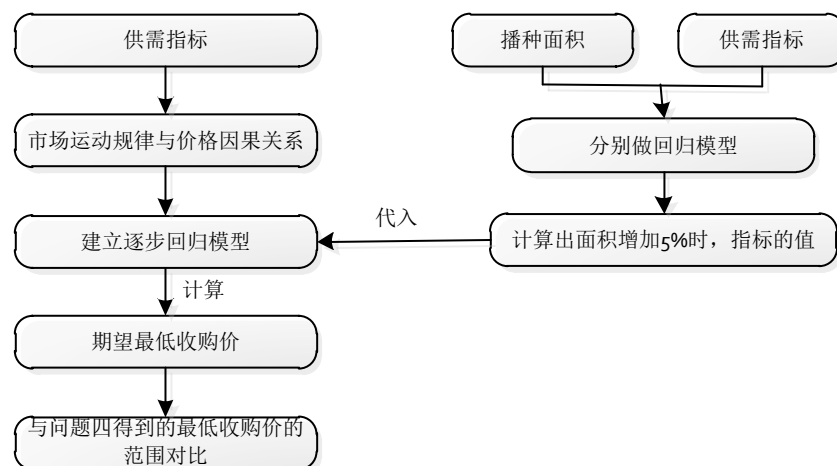 供需指标
播种面积
供需指标
市场运动规律与价格因果关系
分别做回归模型
建立逐步回归模型
代入
计算出面积增加5%时，指标的值
计算
期望最低收购价
与问题四得到的最低收购价的
范围对比